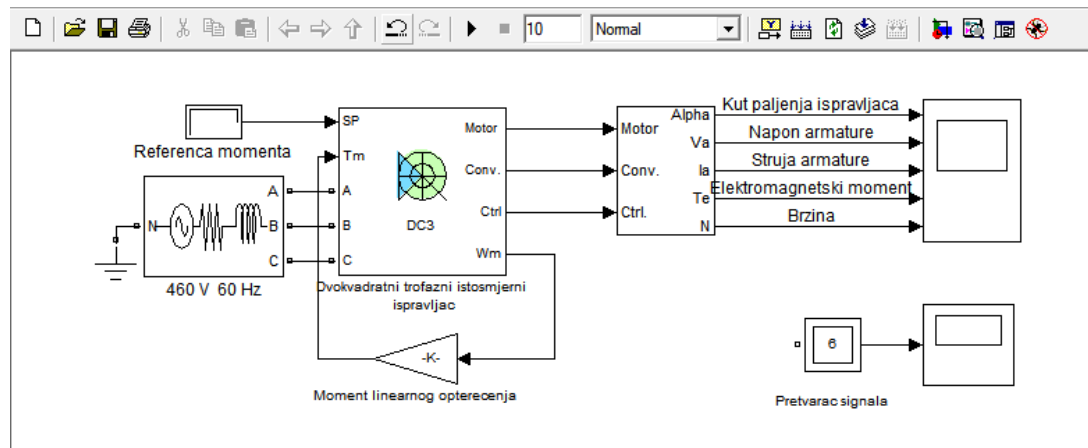 10 Normal
Referenca momenta
N
A
B
C
460 V 60 Hz
SP
Tm
A
B
C
DC3
Motor
Conv.
Ctrl
Wm
Dvokvadratni trofazni istosmjerni
ispravljac
-K-
Moment linearnog opterecenja
Motor
Conv.
Ctrl.
Alpha
Va
Ia
Te
N
Kut paljenja ispravljaca
Napon armature
Struja armature
Elektromagnetski moment
Brzina
6
Pretvarac signala